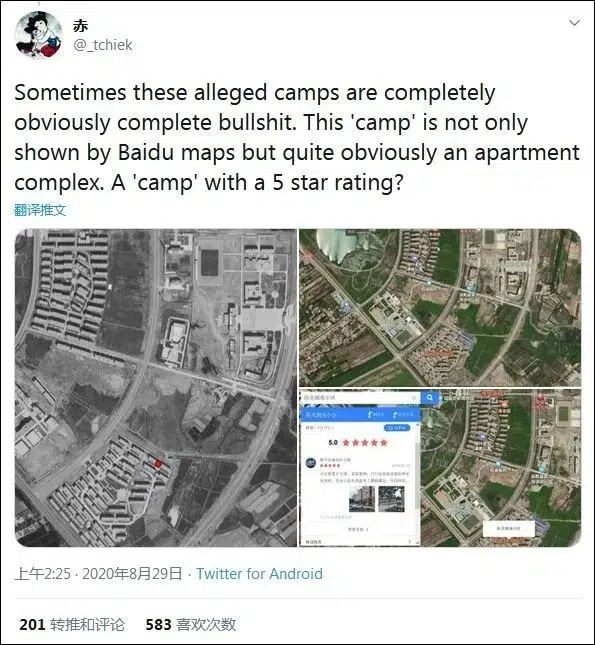 赤
@_tchiek
Sometimes these alleged camps are completely
obviously complete bullshit. This 'camp' is not only
shown by Baidu maps but quite obviously an apartment
complex. A 'camp' with a 5 star rating?
翻译推文
5.0
上午2:25 · 2020年8月29日 · Twitter for Android
201 转推和评论 583 喜欢次数